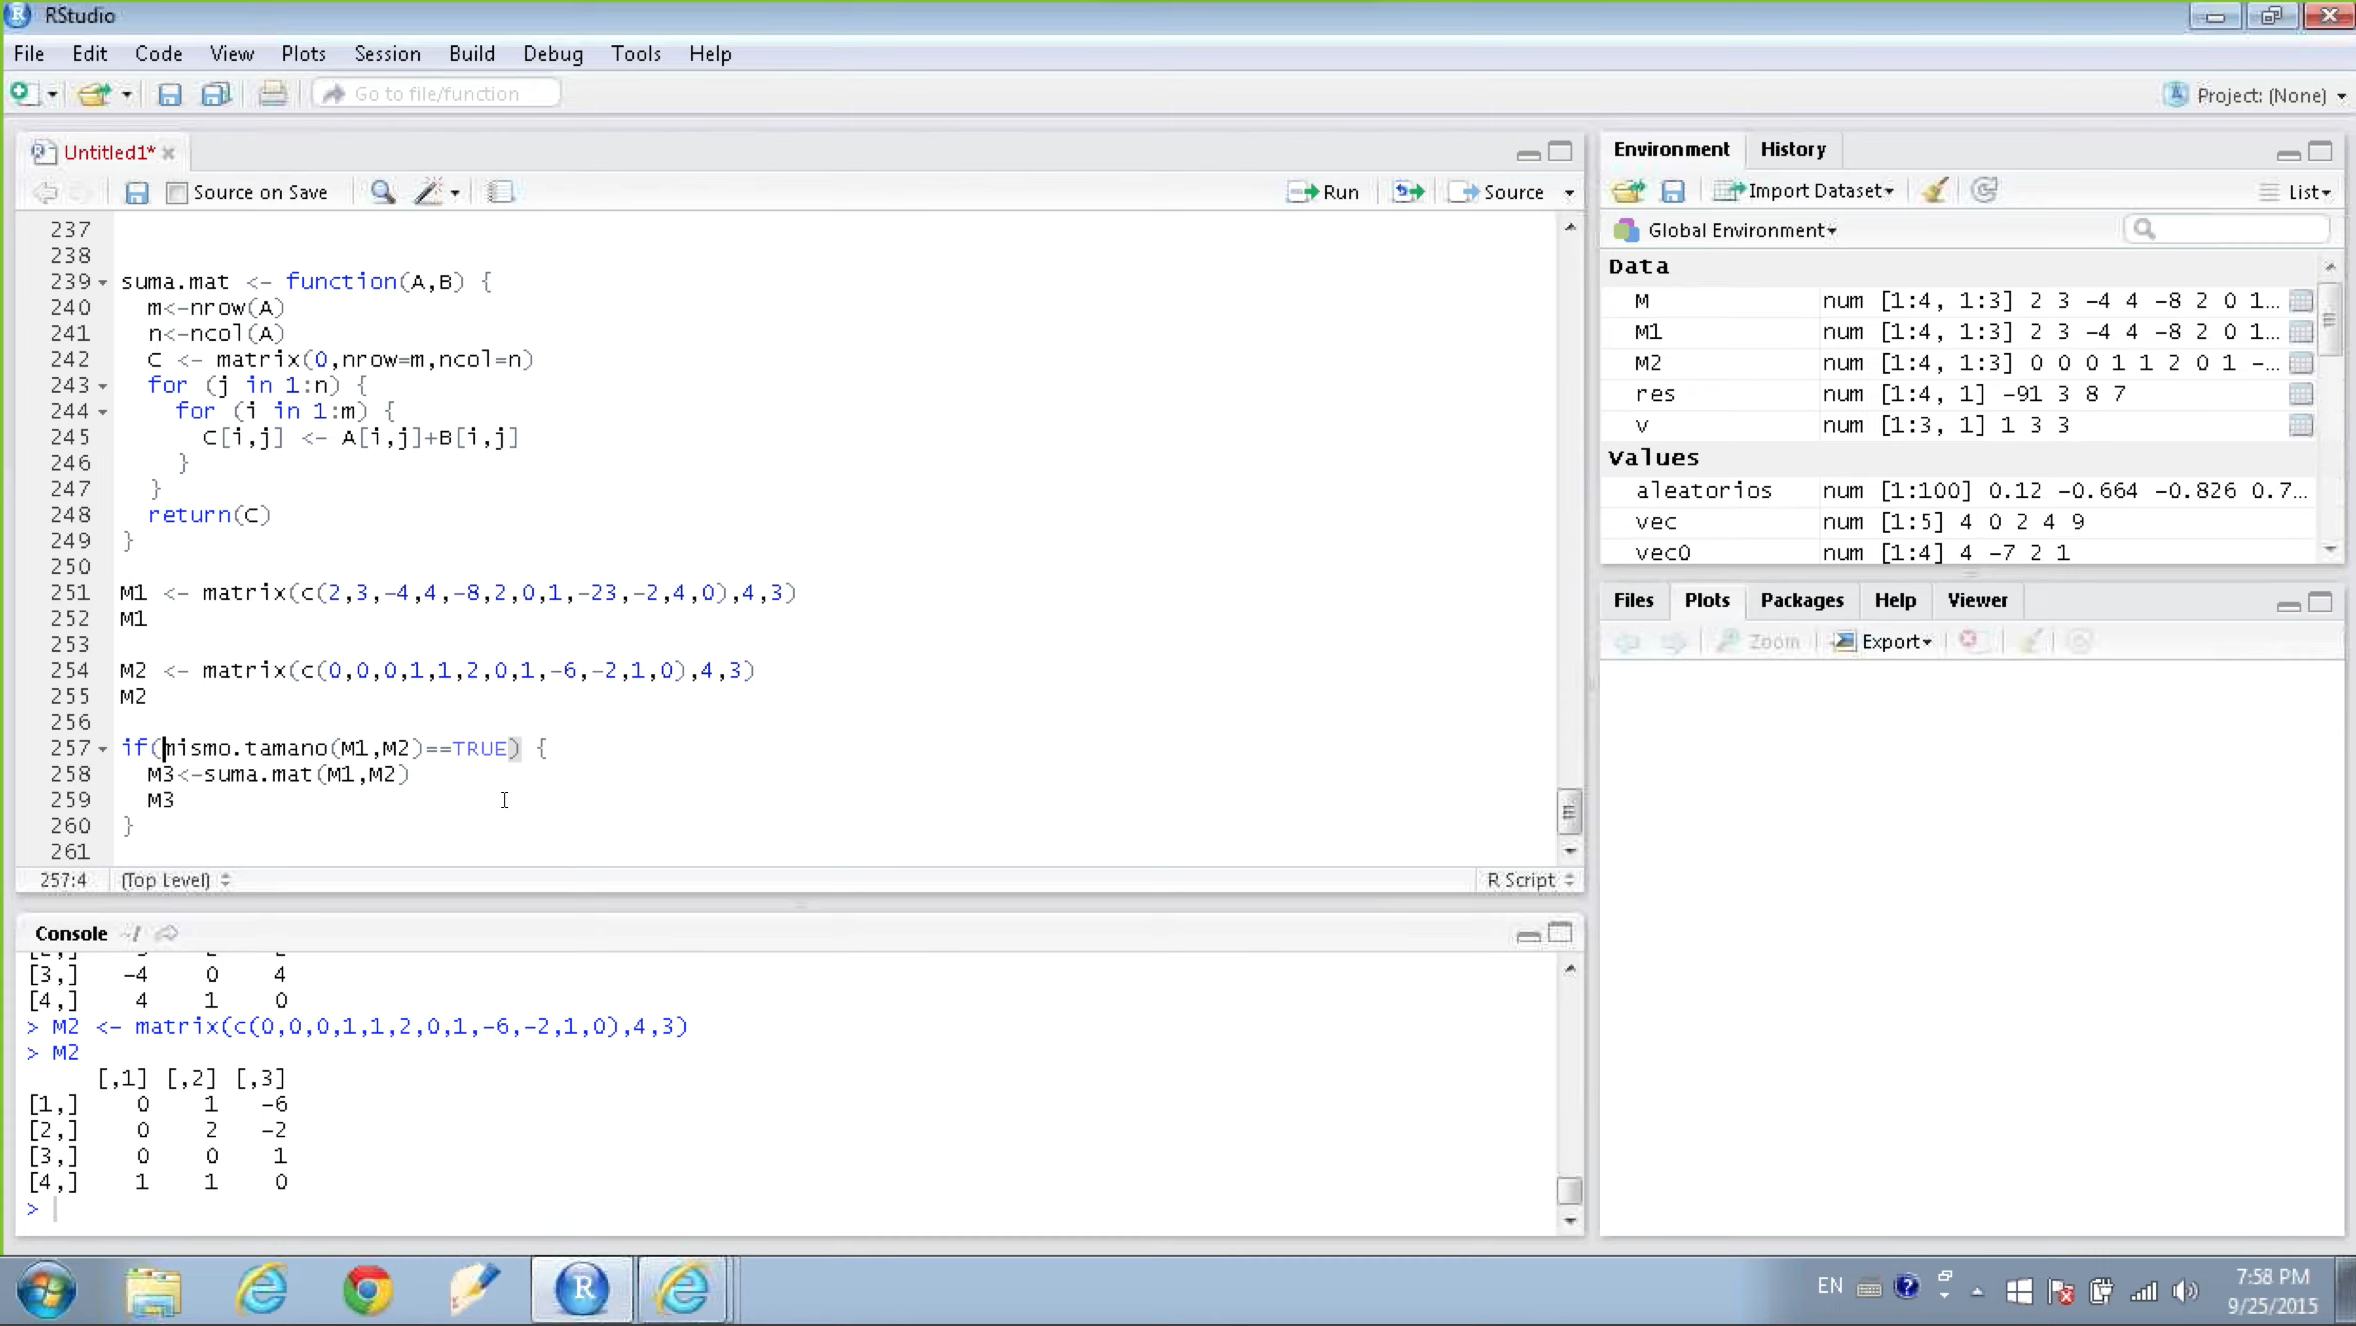 RStudio
File Edit Code View Plots Session Build Debug Tools Help
Go to file/function
Project: (None)
Untitled1*
Source on Save
Run
Source
237
238
239 suma.mat <- function(A,B) {
240 m<-nrow(A)
241 n<-ncol(A)
242 C <- matrix(0,nrow=m,ncol=n)
243 for (j in 1:n) {
244 for (i in 1:m) {
245 C[i,j] <- A[i,j]+B[i,j]
246 }
247 }
248 return(C)
249 }
250
251 M1 <- matrix(c(2,3,-4,4,-8,2,0,1,-23,-2,4,0),4,3)
252 M1
253
254 M2 <- matrix(c(0,0,0,1,1,2,0,1,-6,-2,1,0),4,3)
255 M2
256
257 if(mismo.tamano(M1,M2)==TRUE) {
258 M3<-suma.mat(M1,M2)
259 M3
260 }
261
257:4 (Top Level) R Script
Console ~/
[3,] -4 0 4
[4,] 4 1 0
> M2 <- matrix(c(0,0,0,1,1,2,0,1,-6,-2,1,0),4,3)
> M2
[,1] [,2] [,3]
[1,] 0 1 -6
[2,] 0 2 -2
[3,] 0 0 1
[4,] 1 1 0
>
Environment History
Import Dataset
List
Global Environment
Data
M num [1:4, 1:3] 2 3 -4 4 -8 2 0 1...
M1 num [1:4, 1:3] 2 3 -4 4 -8 2 0 1...
M2 num [1:4, 1:3] 0 0 0 1 1 2 0 1 -...
res num [1:4, 1] -91 3 8 7
v num [1:3, 1] 1 3 3
Values
aleatorios num [1:100] 0.12 -0.664 -0.826 0.7...
vec num [1:5] 4 0 2 4 9
vec0 num [1:4] 4 -7 2 1
Files Plots Packages Help Viewer
Zoom Export
EN
7:58 PM
9/25/2015